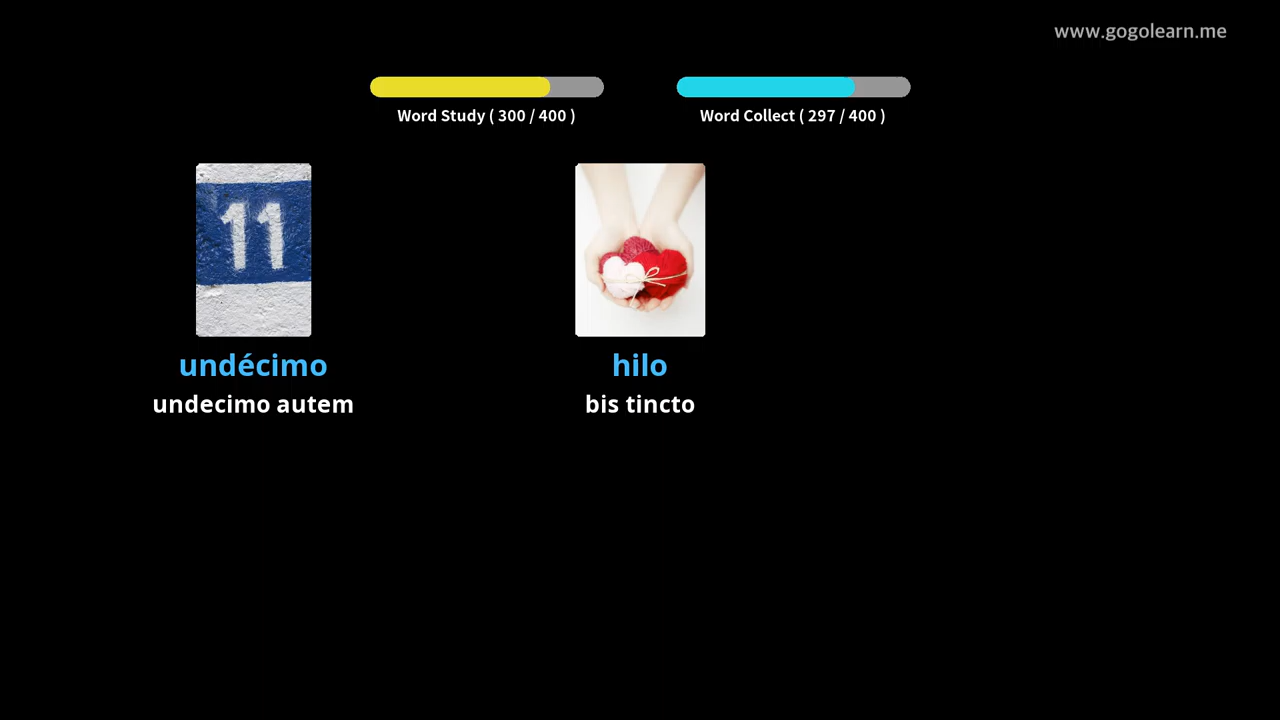 www.gogolearn.me
Word Study ( 300 / 400 )
Word Collect ( 297 / 400 )
11
undécimo
undecimo autem
hilo
bis tincto